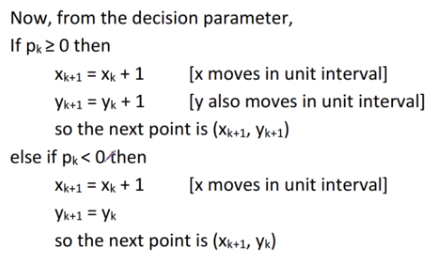 Now, from the decision parameter,
If pₖ ≥ 0 then
xₖ₊₁ = xₖ + 1 [x moves in unit interval]
yₖ₊₁ = yₖ + 1 [y also moves in unit interval]
so the next point is (xₖ₊₁, yₖ₊₁)
else if pₖ < 0 then
xₖ₊₁ = xₖ + 1 [x moves in unit interval]
yₖ₊₁ = yₖ
so the next point is (xₖ₊₁, yₖ)